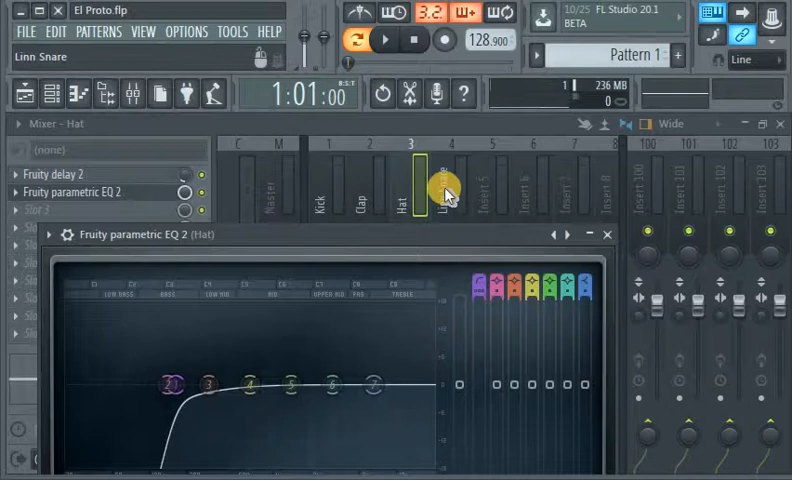 El Proto.flp
FILE EDIT PATTERNS VIEW OPTIONS TOOLS HELP
Linn Snare
3.2.
128.900
10/25 FL Studio 20.1
BETA
Pattern 1
Line
1:01:00
B:S:T
1
236 MB
0
Mixer - Hat
Wide
(none)
Fruity delay 2
Fruity parametric EQ 2
Slot 3
C M 1 2 3 4 5 6 7 8 100 101 102 103
Master
Kick
Clap
Hat
Insert 5
Insert 6
Insert 7
Insert 8
Insert 100
Insert 101
Insert 102
Insert 103
Fruity parametric EQ 2 (Hat)
LOW BASS BASS LOW MID MID UPPER MID PRS TREBLE
2 1 3 4 5 6 7